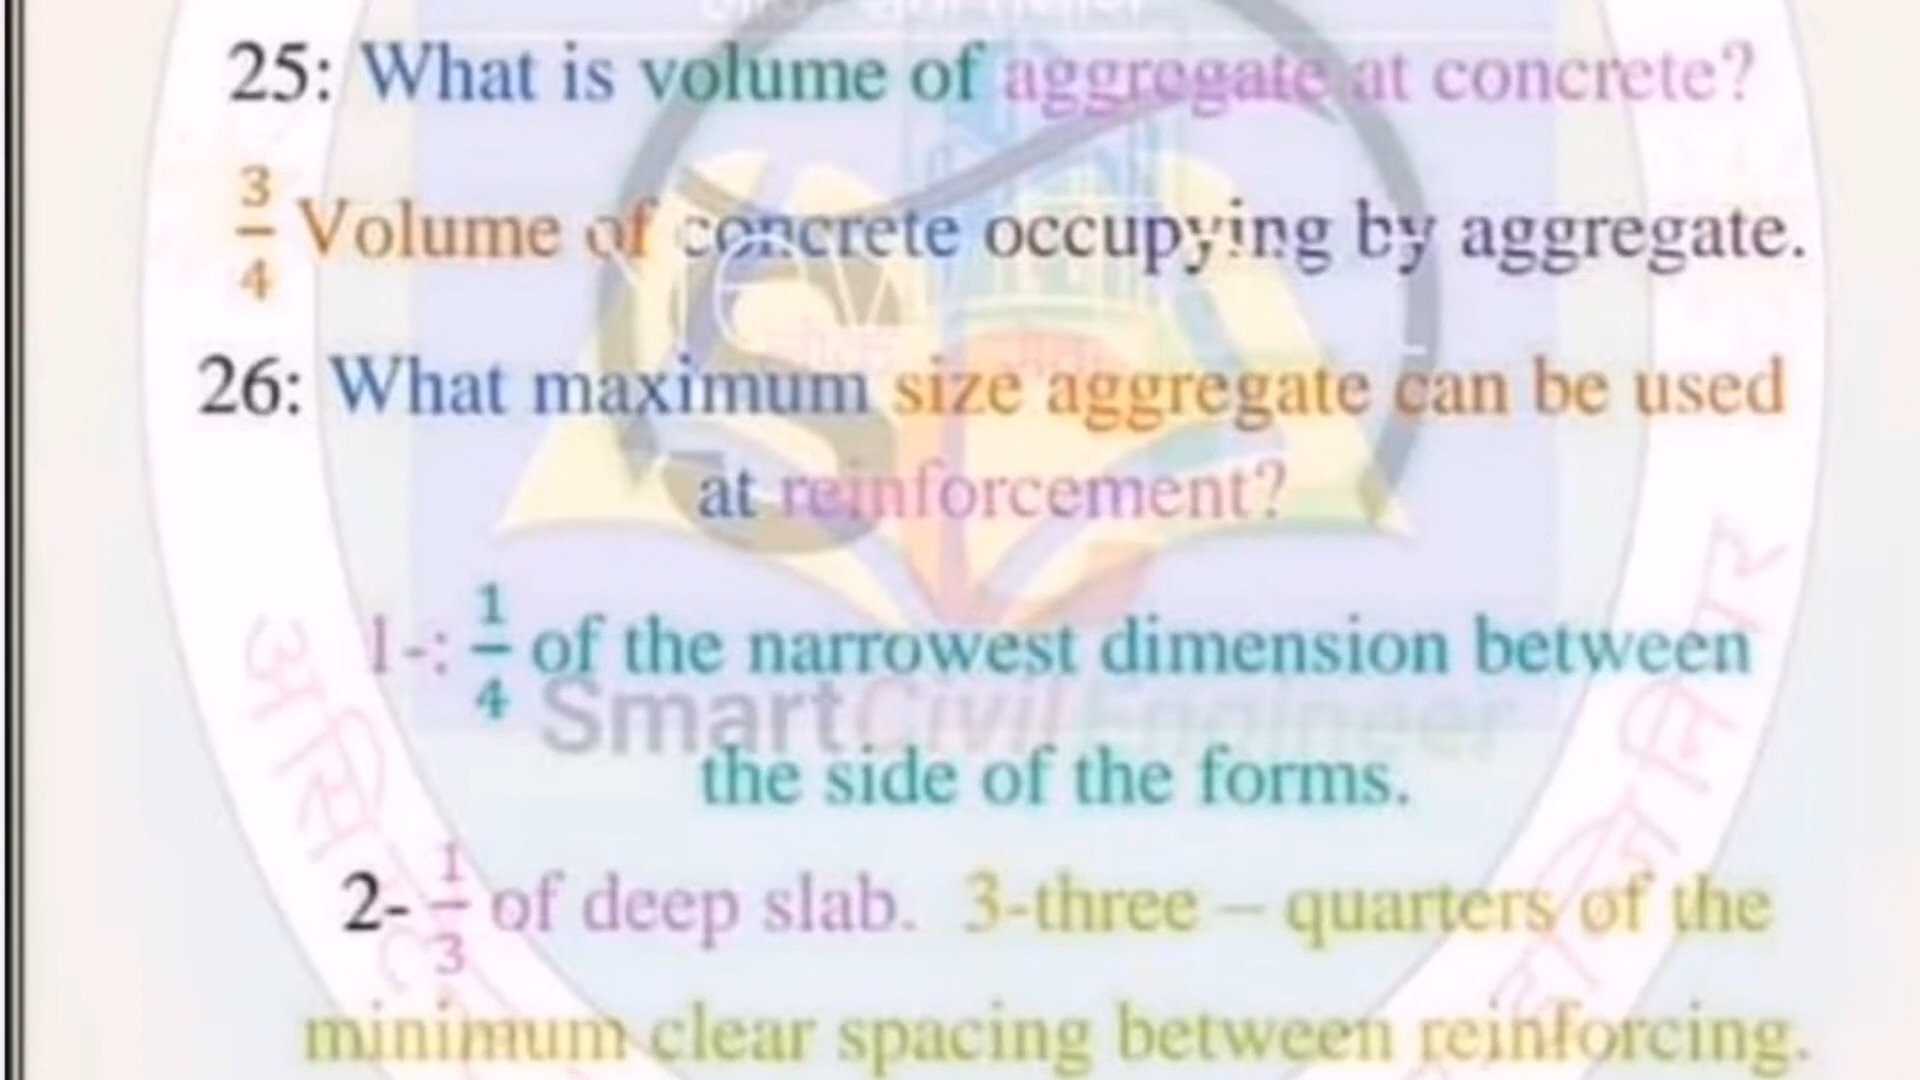 25: What is volume of aggregate at concrete?
3/4 Volume of concrete occupying by aggregate.
26: What maximum size aggregate can be used
at reinforcement?
1-: 1/4 of the narrowest dimension between
SmartCivil Engineer
the side of the forms.
2- 1/3 of deep slab. 3-three – quarters of the
minimum clear spacing between reinforcing.